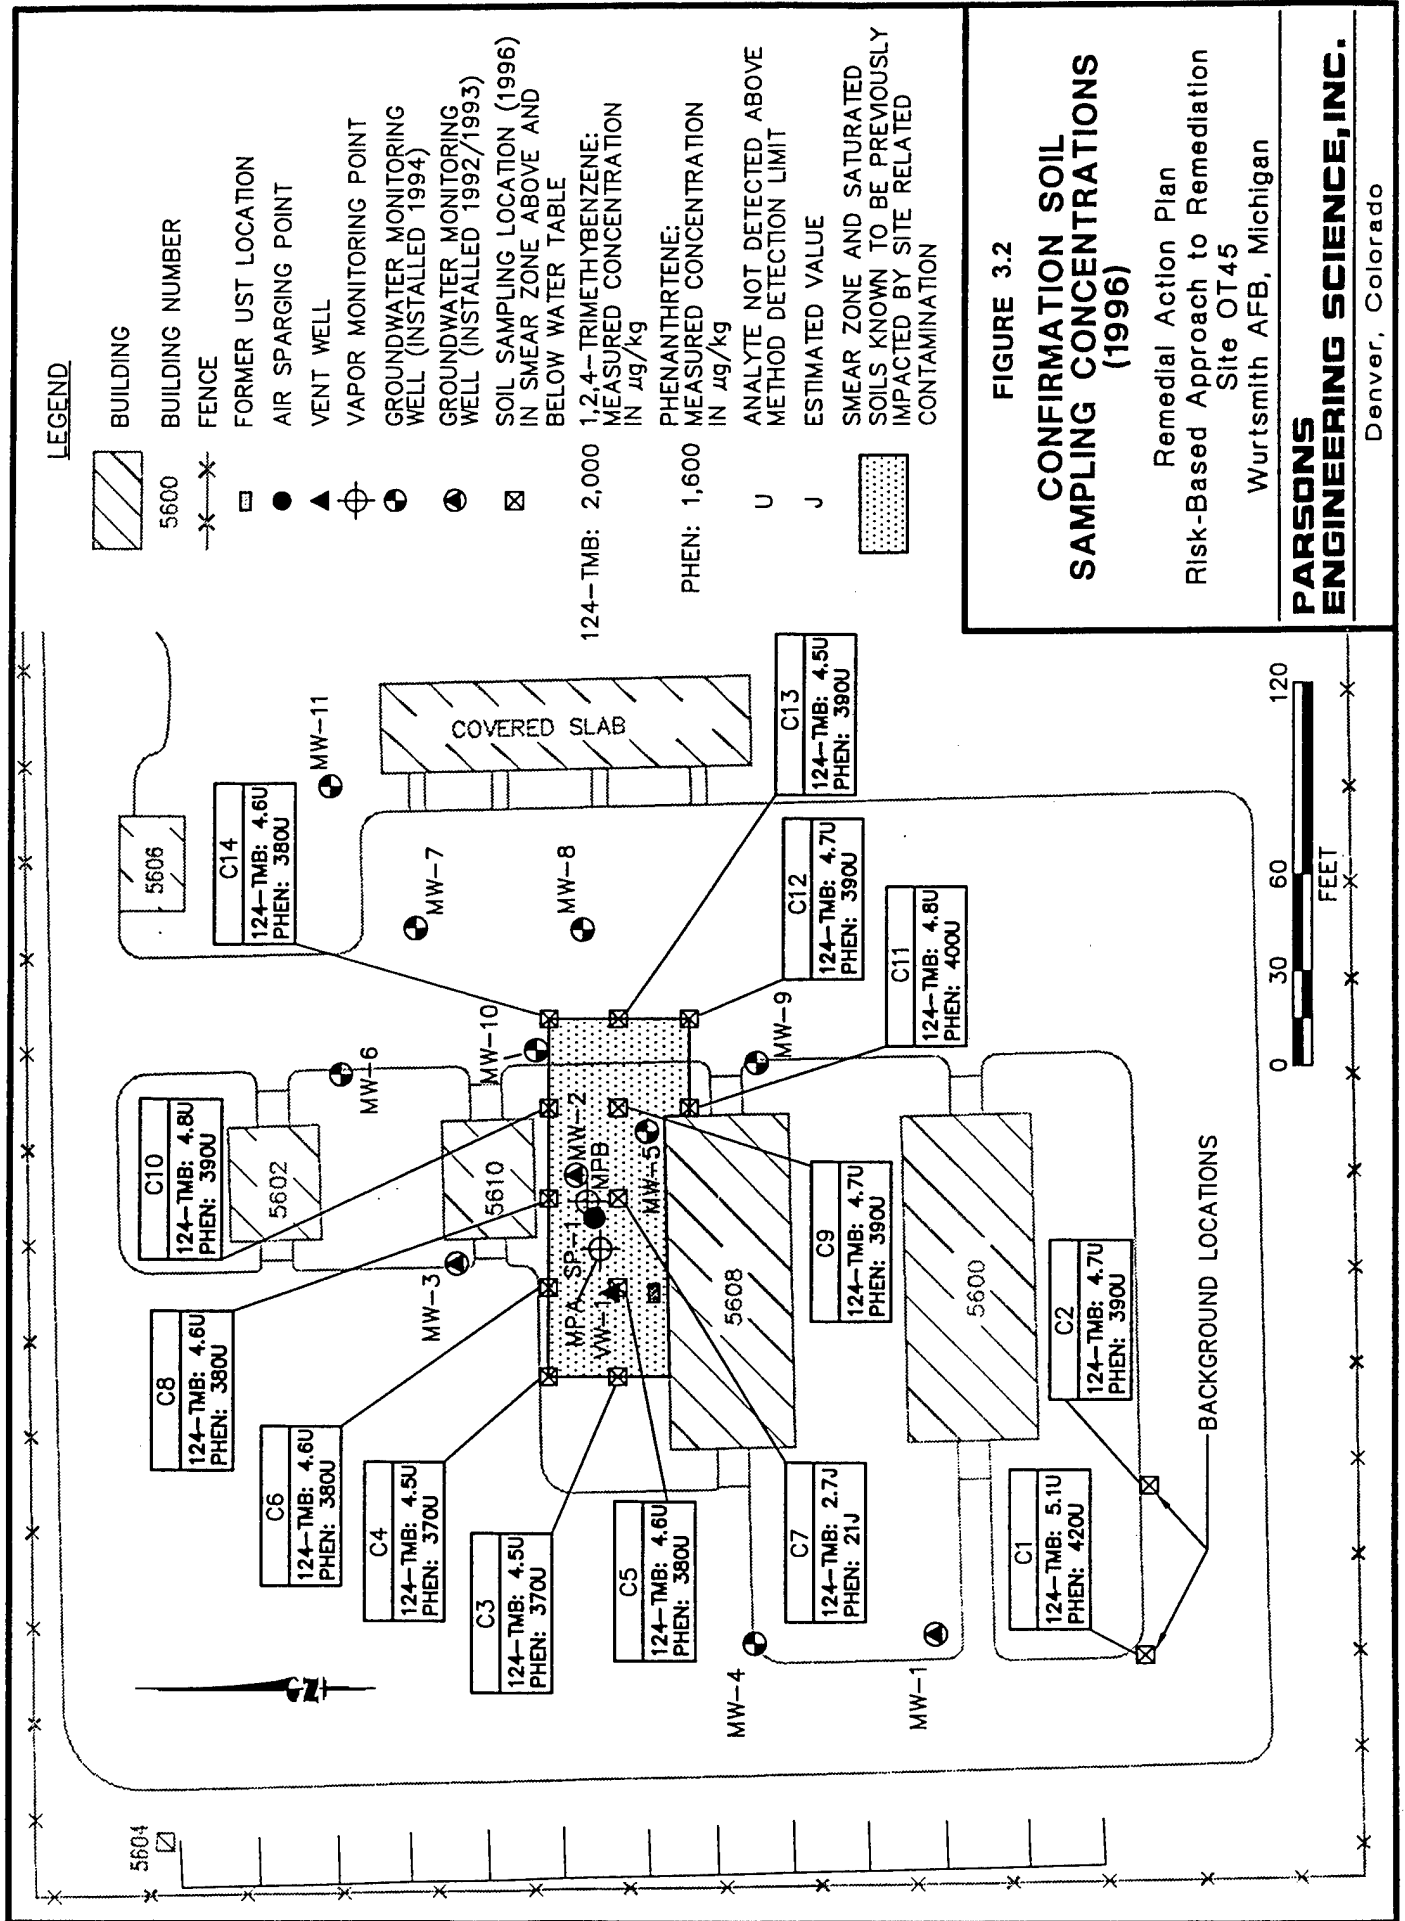 LEGEND
BUILDING
5600
BUILDING NUMBER
FENCE
FORMER UST LOCATION
AIR SPARGING POINT
VENT WELL
VAPOR MONITORING POINT
GROUNDWATER MONITORING
WELL (INSTALLED 1994)
GROUNDWATER MONITORING
WELL (INSTALLED 1992/1993)
SOIL SAMPLING LOCATION (1996)
IN SMEAR ZONE ABOVE AND
BELOW WATER TABLE
124-TMB: 2,000
1,2,4-TRIMETHYBENZENE:
MEASURED CONCENTRATION
IN µg/kg
PHEN: 1,600
PHENANTHRTENE:
MEASURED CONCENTRATION
IN µg/kg
U
ANALYTE NOT DETECTED ABOVE
METHOD DETECTION LIMIT
J
ESTIMATED VALUE
SMEAR ZONE AND SATURATED
SOILS KNOWN TO BE PREVIOUSLY
IMPACTED BY SITE RELATED
CONTAMINATION
5604
N
C10
124-TMB: 4.8U
PHEN: 390U
C8
124-TMB: 4.6U
PHEN: 380U
C6
124-TMB: 4.6U
PHEN: 380U
C4
124-TMB: 4.5U
PHEN: 370U
C3
124-TMB: 4.5U
PHEN: 370U
C5
124-TMB: 4.6U
PHEN: 380U
C7
124-TMB: 2.7J
PHEN: 21J
C9
124-TMB: 4.7U
PHEN: 390U
C1
124-TMB: 5.1U
PHEN: 420U
C2
124-TMB: 4.7U
PHEN: 390U
C14
124-TMB: 4.6U
PHEN: 380U
C13
124-TMB: 4.5U
PHEN: 390U
C12
124-TMB: 4.7U
PHEN: 390U
C11
124-TMB: 4.8U
PHEN: 400U
5602
5606
5610
5608
5600
COVERED SLAB
MW-11
MW-7
MW-8
MW-6
MW-10
MW-9
MW-3
MW-2
MPB
MW-5
SP-1
MPA
VW-1
MW-4
MW-1
BACKGROUND LOCATIONS
0 30 60 120
FEET
FIGURE 3.2
CONFIRMATION SOIL
SAMPLING CONCENTRATIONS
(1996)
Remedial Action Plan
Risk-Based Approach to Remediation
Site OT45
Wurtsmith AFB, Michigan
PARSONS
ENGINEERING SCIENCE, INC.
Denver, Colorado